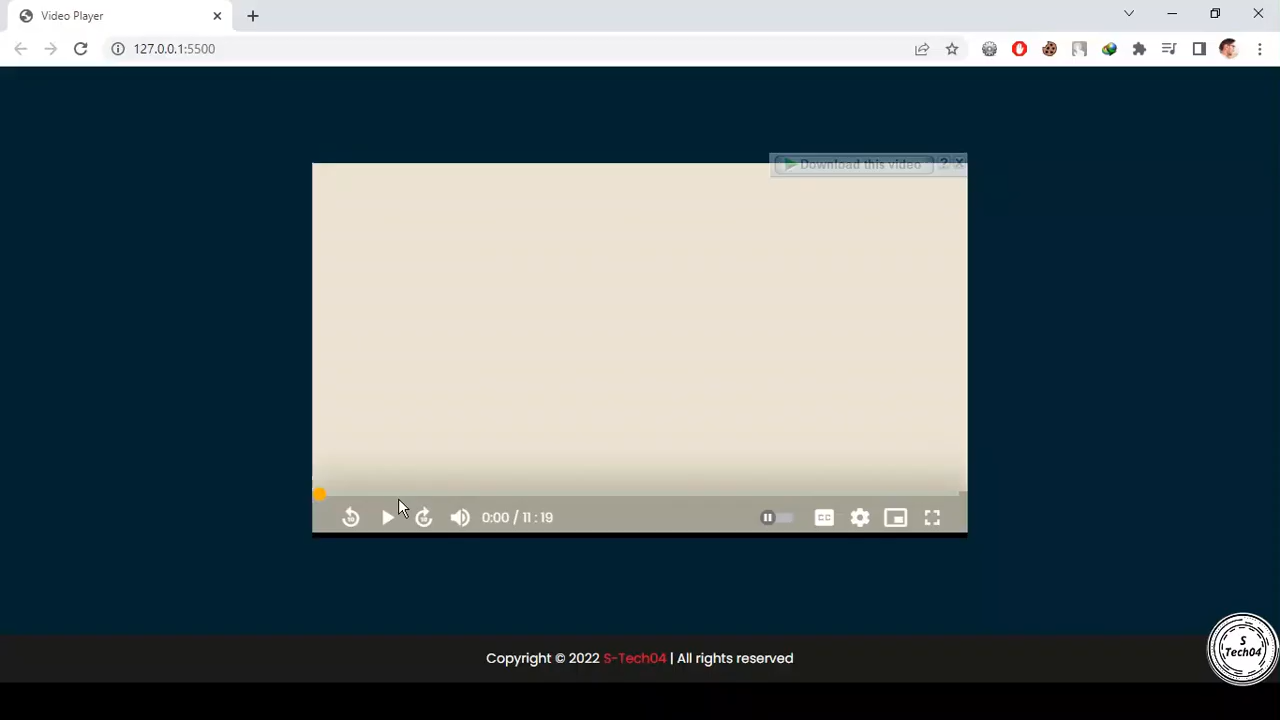 Video Player
127.0.0.1:5500
Download this video ? x
0:00 / 11 : 19
CC
Copyright © 2022 S-Tech04 | All rights reserved
S
Tech04